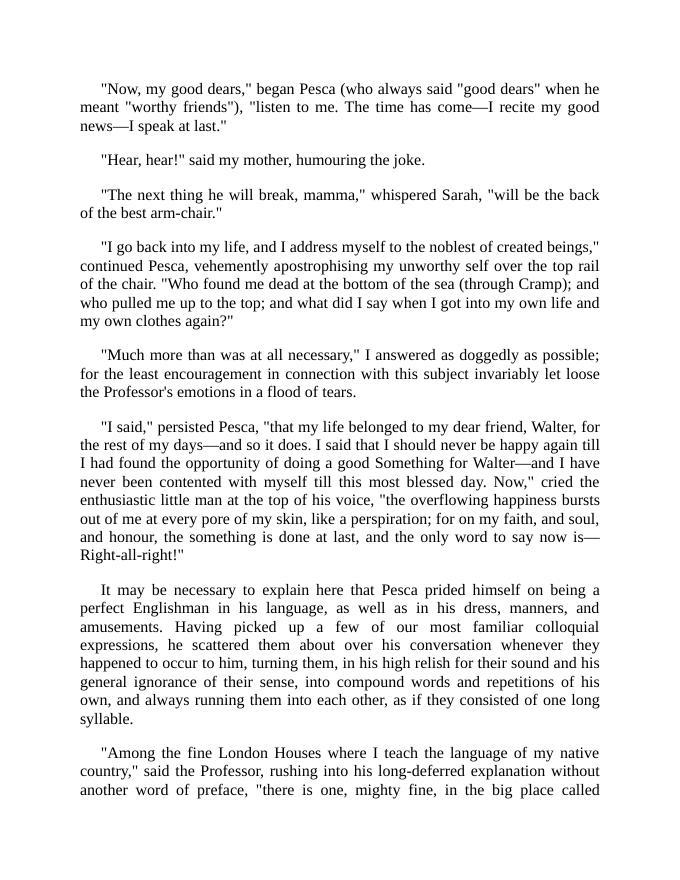 "Now, my good dears," began Pesca (who always said "good dears" when he
meant "worthy friends"), "listen to me. The time has come—I recite my good
news—I speak at last."
"Hear, hear!" said my mother, humouring the joke.
"The next thing he will break, mamma," whispered Sarah, "will be the back
of the best arm-chair."
"I go back into my life, and I address myself to the noblest of created beings,"
continued Pesca, vehemently apostrophising my unworthy self over the top rail
of the chair. "Who found me dead at the bottom of the sea (through Cramp); and
who pulled me up to the top; and what did I say when I got into my own life and
my own clothes again?"
"Much more than was at all necessary," I answered as doggedly as possible;
for the least encouragement in connection with this subject invariably let loose
the Professor's emotions in a flood of tears.
"I said," persisted Pesca, "that my life belonged to my dear friend, Walter, for
the rest of my days—and so it does. I said that I should never be happy again till
I had found the opportunity of doing a good Something for Walter—and I have
never been contented with myself till this most blessed day. Now," cried the
enthusiastic little man at the top of his voice, "the overflowing happiness bursts
out of me at every pore of my skin, like a perspiration; for on my faith, and soul,
and honour, the something is done at last, and the only word to say now is—
Right-all-right!"
It may be necessary to explain here that Pesca prided himself on being a
perfect Englishman in his language, as well as in his dress, manners, and
amusements. Having picked up a few of our most familiar colloquial
expressions, he scattered them about over his conversation whenever they
happened to occur to him, turning them, in his high relish for their sound and his
general ignorance of their sense, into compound words and repetitions of his
own, and always running them into each other, as if they consisted of one long
syllable.
"Among the fine London Houses where I teach the language of my native
country," said the Professor, rushing into his long-deferred explanation without
another word of preface, "there is one, mighty fine, in the big place called